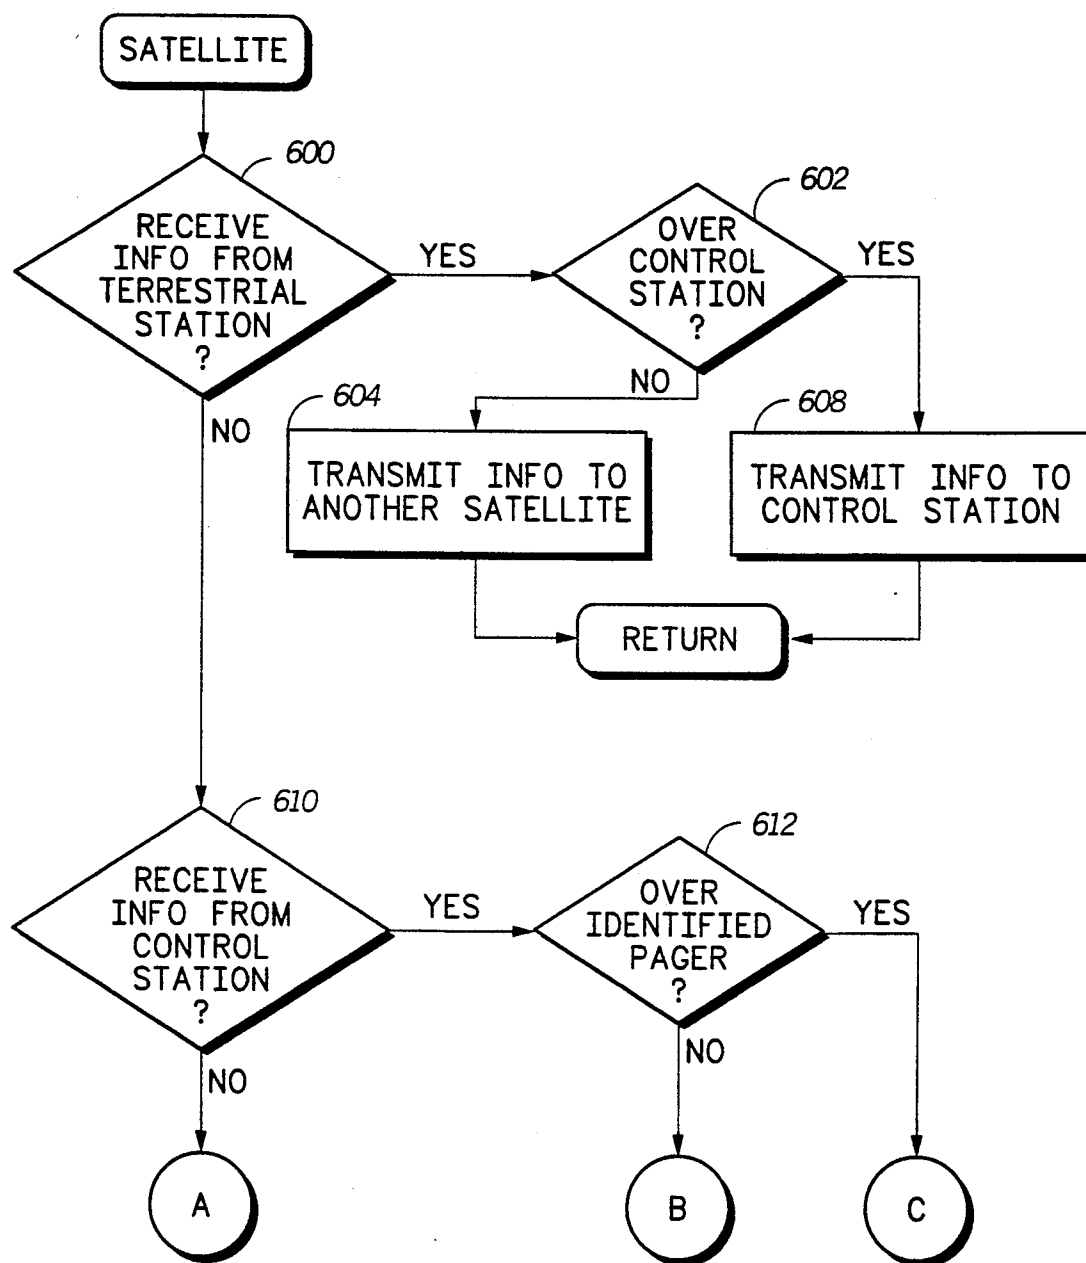 SATELLITE
600
RECEIVE
INFO FROM
TERRESTRIAL
STATION
?
YES
NO
602
OVER
CONTROL
STATION
?
YES
NO
604
TRANSMIT INFO TO
ANOTHER SATELLITE
608
TRANSMIT INFO TO
CONTROL STATION
RETURN
610
RECEIVE
INFO FROM
CONTROL
STATION
?
YES
NO
612
OVER
IDENTIFIED
PAGER
?
YES
NO
A
B
C